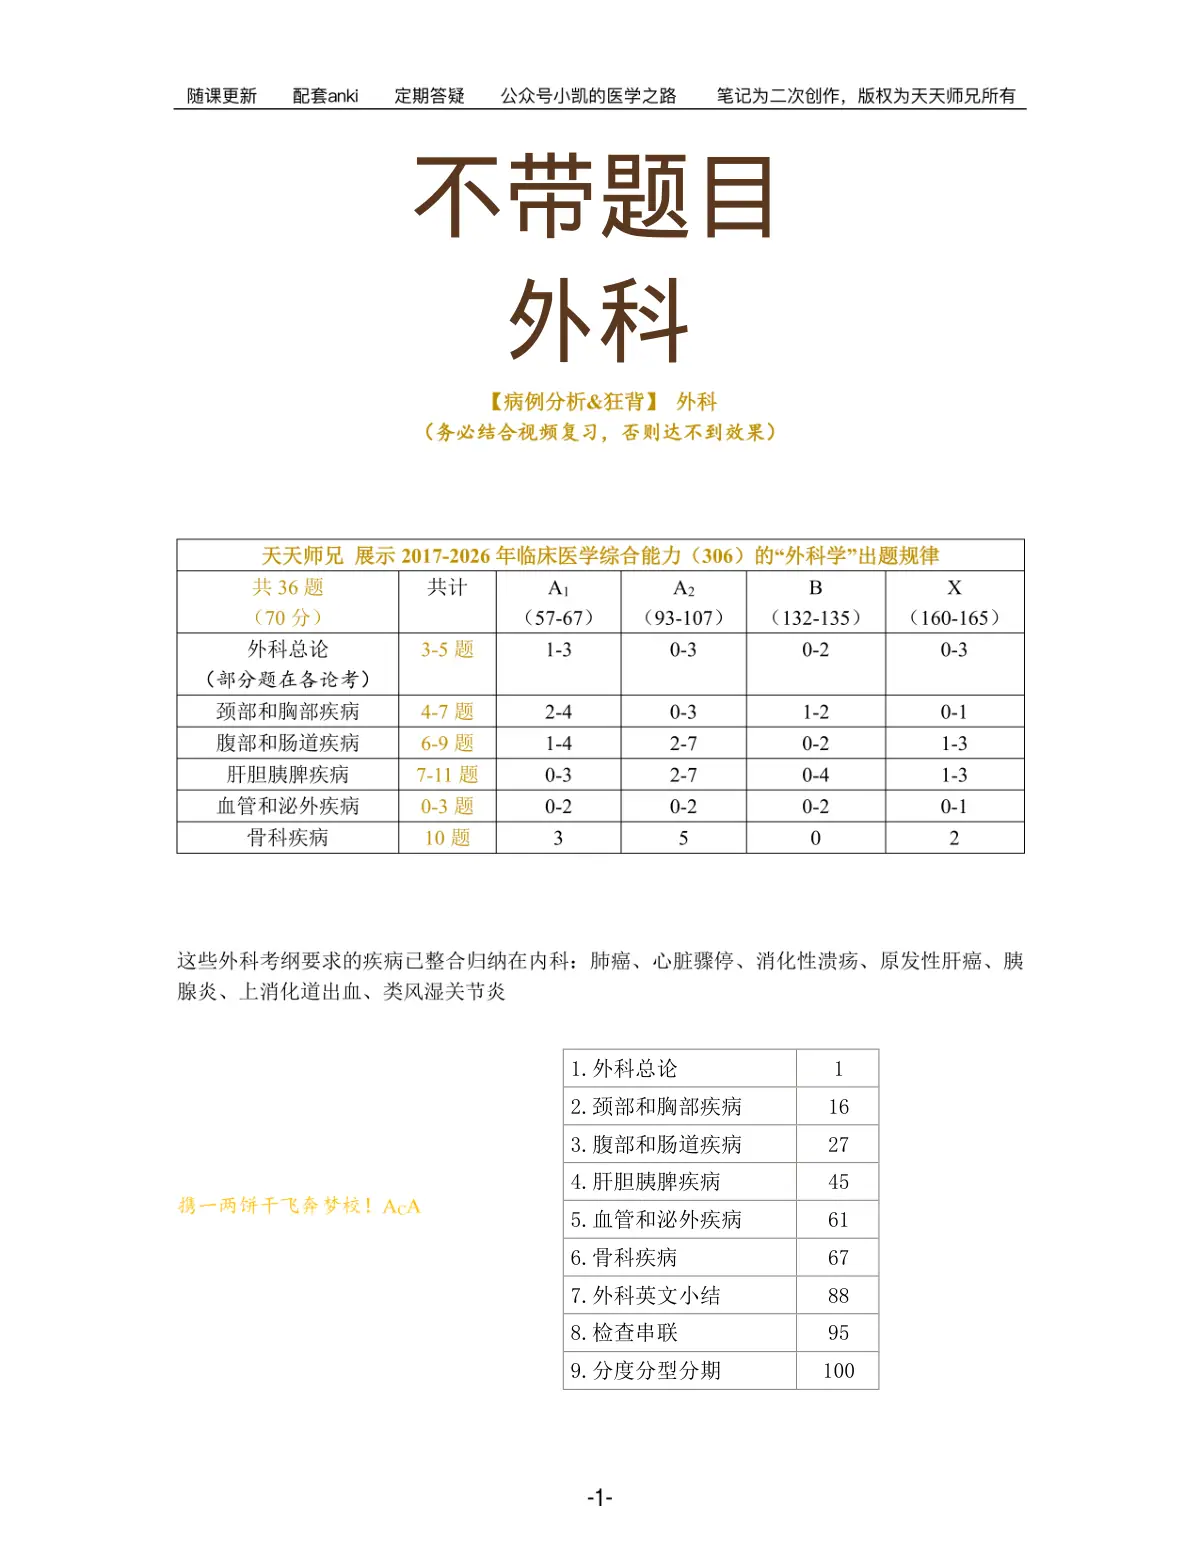 随课更新 配套anki 定期答疑 公众号小凯的医学之路 笔记为二次创作，版权为天天师兄所有
不带题目
外科
【病例分析&狂背】 外科
（务必结合视频复习，否则达不到效果）
天天师兄 展示 2017-2026 年临床医学综合能力（306）的“外科学”出题规律
共 36 题 共计 A1 A2 B X
（70 分） （57-67） （93-107） （132-135） （160-165）
外科总论 3-5 题 1-3 0-3 0-2 0-3
（部分题在各论考）
颈部和胸部疾病 4-7 题 2-4 0-3 1-2 0-1
腹部和肠道疾病 6-9 题 1-4 2-7 0-2 1-3
肝胆胰脾疾病 7-11 题 0-3 2-7 0-4 1-3
血管和泌外疾病 0-3 题 0-2 0-2 0-2 0-1
骨科疾病 10 题 3 5 0 2
这些外科考纲要求的疾病已整合归纳在内科：肺癌、心脏骤停、消化性溃疡、原发性肝癌、胰
腺炎、上消化道出血、类风湿关节炎
携一两饼干飞奔梦校！ACA
1.外科总论 1
2.颈部和胸部疾病 16
3.腹部和肠道疾病 27
4.肝胆胰脾疾病 45
5.血管和泌外疾病 61
6.骨科疾病 67
7.外科英文小结 88
8.检查串联 95
9.分度分型分期 100
-1-